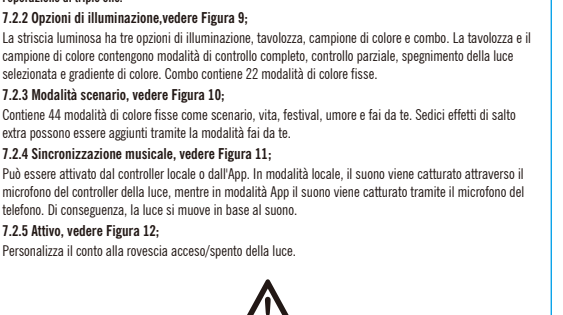 7.2.2 Opzioni di illuminazione,vedere Figura 9;
La striscia luminosa ha tre opzioni di illuminazione, tavolozza, campione di colore e combo. La tavolozza e il
campione di colore contengono modalità di controllo completo, controllo parziale, spegnimento della luce
selezionata e gradiente di colore. Combo contiene 22 modalità di colore fisse.
7.2.3 Modalità scenario, vedere Figura 10;
Contiene 44 modalità di colore fisse come scenario, vita, festival, umore e fai da te. Sedici effetti di salto
extra possono essere aggiunti tramite la modalità fai da te.
7.2.4 Sincronizzazione musicale, vedere Figura 11;
Può essere attivato dal controller locale o dall'App. In modalità locale, il suono viene catturato attraverso il
microfono del controller della luce, mentre in modalità App il suono viene catturato tramite il microfono del
telefono. Di conseguenza, la luce si muove in base al suono.
7.2.5 Attivo, vedere Figura 12;
Personalizza il conto alla rovescia acceso/spento della luce.